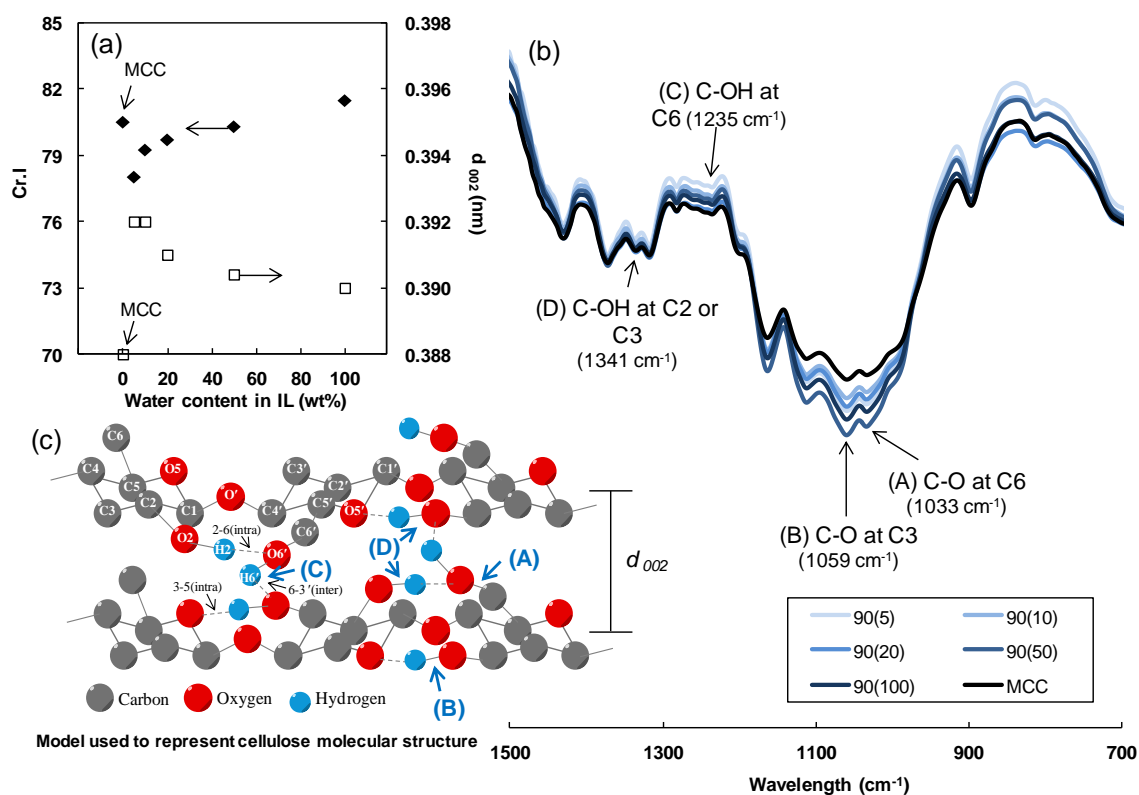 (a)
85
82
79
76
73
70
Cr.I
0.398
0.396
0.394
0.392
0.390
0.388
d 002 (nm)
MCC
MCC
0 20 40 60 80 100
Water content in IL (wt%)
(b)
(C) C-OH at
C6 (1235 cm-1)
(D) C-OH at C2 or
C3
(1341 cm-1)
(A) C-O at C6
(1033 cm-1)
(B) C-O at C3
(1059 cm-1)
90(5) 90(10)
90(20) 90(50)
90(100) MCC
1500 1300 1100 900 700
Wavelength (cm-1)
(c)
C6
C4
O5
C5
C3
C2
C1
O'
O2
H2
2-6(intra)
C3'
C2'
C1'
C4'
C5'
O5'
C6'
O6'
H6'
(C)
(D)
(A)
(B)
3-5(intra)
6-3'(inter)
d 002
Carbon Oxygen Hydrogen
Model used to represent cellulose molecular structure